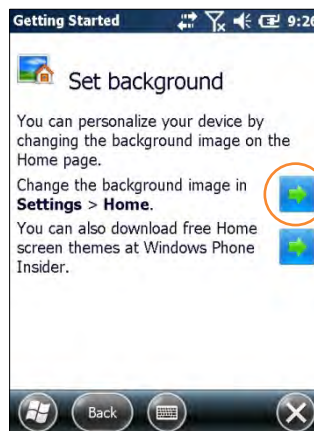 Getting Started 9:26
Set background
You can personalize your device by
changing the background image on the
Home page.
Change the background image in
Settings > Home.
You can also download free Home
screen themes at Windows Phone
Insider.
Back